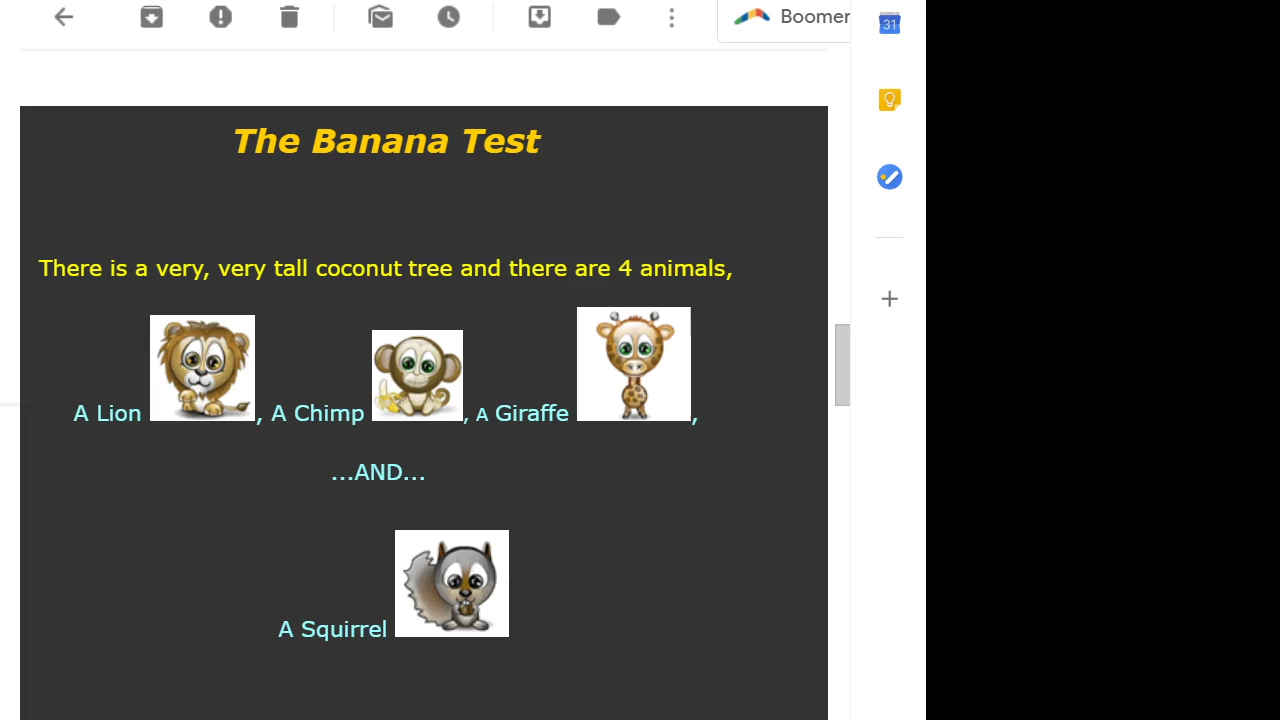 Boomer
31
The Banana Test
There is a very, very tall coconut tree and there are 4 animals,
A Lion , A Chimp , A Giraffe ,
...AND...
A Squirrel